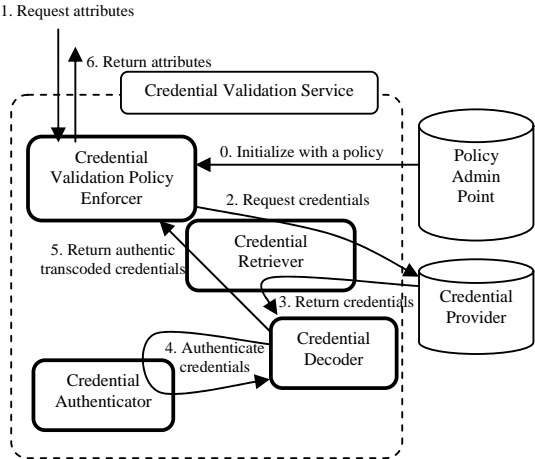 1. Request attributes
6. Return attributes
Credential Validation Service
0. Initialize with a policy
Credential
Validation Policy
Enforcer
Policy
Admin
Point
2. Request credentials
5. Return authentic
transcoded credentials
Credential
Retriever
3. Return credentials
Credential
Provider
4. Authenticate
credentials
Credential
Decoder
Credential
Authenticator